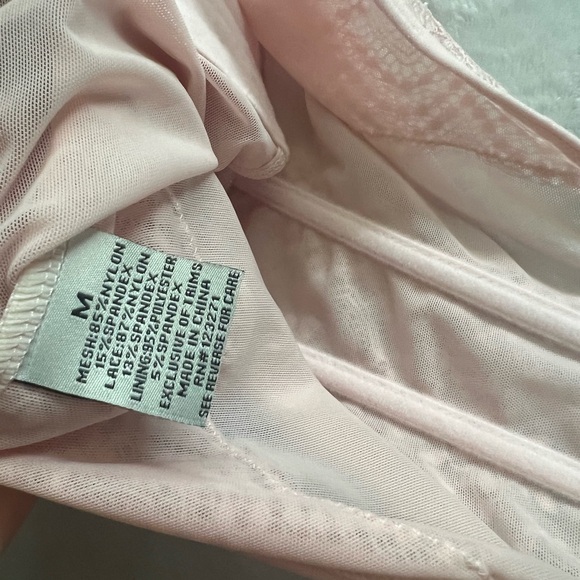 M
MESH:85%NYLON
15%SPANDEX
LACE:87%NYLON
13%SPANDEX
LINING:95%POLYESTER
5%SPANDEX
EXCLUSIVE OF TRIMS
MADE IN CHINA
RN#127271
SEE REVERSE FOR CARE